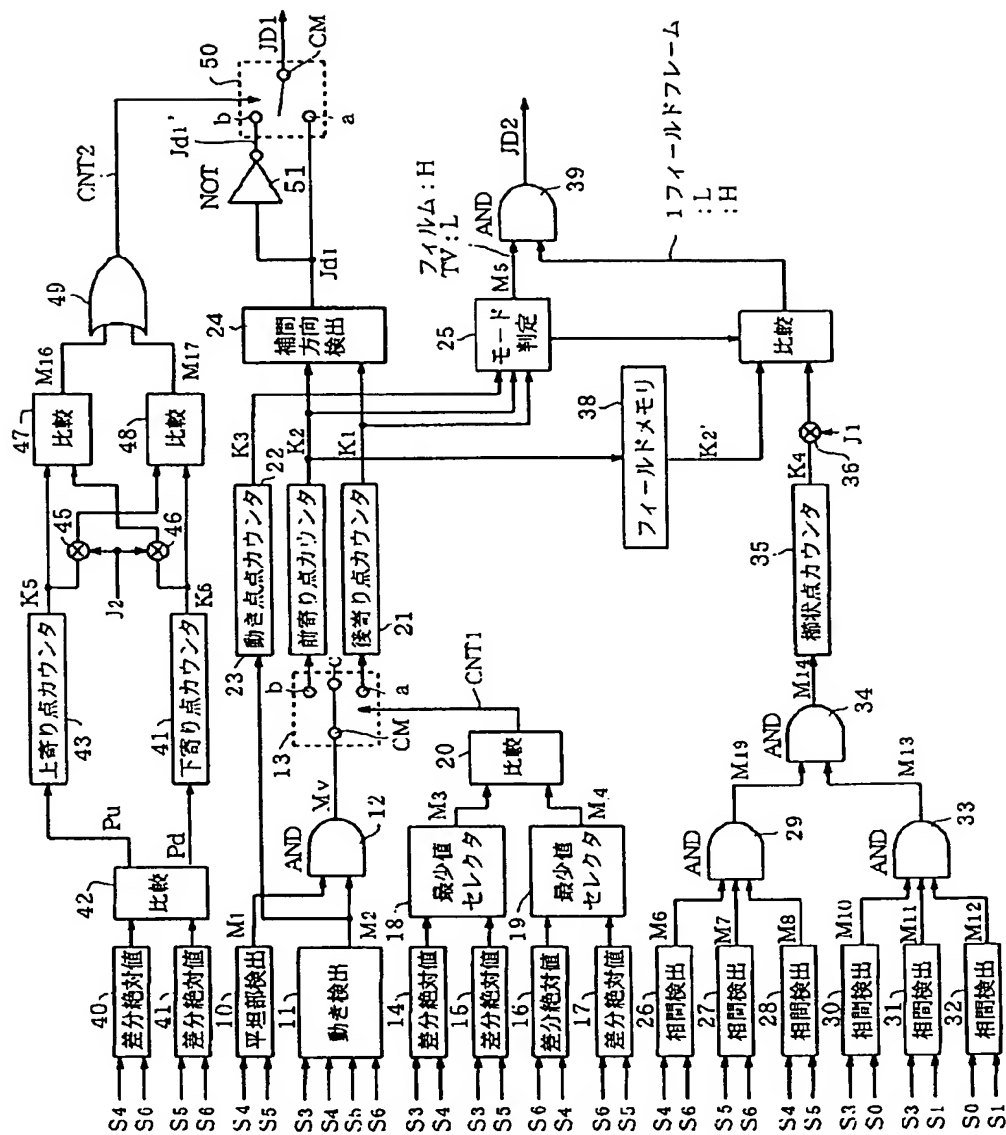 S4
S6
40
差分絶対値
S5
S6
41
差分絶対値
42
比較
Pu
Pd
43
上寄り点カウンタ
41
下寄り点カウンタ
K5
K6
J2
45
46
47
比較
48
比較
M16
M17
49
CNT2
50
b
a
Jd1'
JD1
CM
NOT
51
Jd1
S4
S5
10
平坦部検出
M1
S3
S4
S5
S6
11
動き検出
M2
AND
12
Mv
13
b
c
a
CM
CNT1
23
動き点点カウンタ
22
前寄り点カウンタ
21
後寄り点カウンタ
K3
K2
K1
24
補間
方向
検出
25
モード
判定
M5
フィルム:H
TV:L
AND
39
JD2
1フィールドフレーム
:L
:H
38
フィールドメモリ
K2'
比較
S3
S4
14
差分絶対値
S3
S5
15
差分絶対値
18
最少値
セレクタ
M3
S6
S4
16
差分絶対値
S6
S5
17
差分絶対値
19
最少値
セレクタ
M4
20
比較
S4
S6
26
相間検出
M6
S5
S6
27
相間検出
M7
S4
S5
28
相間検出
M8
AND
29
M19
S3
S0
30
相間検出
M10
S3
S1
31
相間検出
M11
S0
S1
32
相間検出
M12
AND
33
M13
AND
34
M14
35
櫛状点カウンタ
K4
36
J1